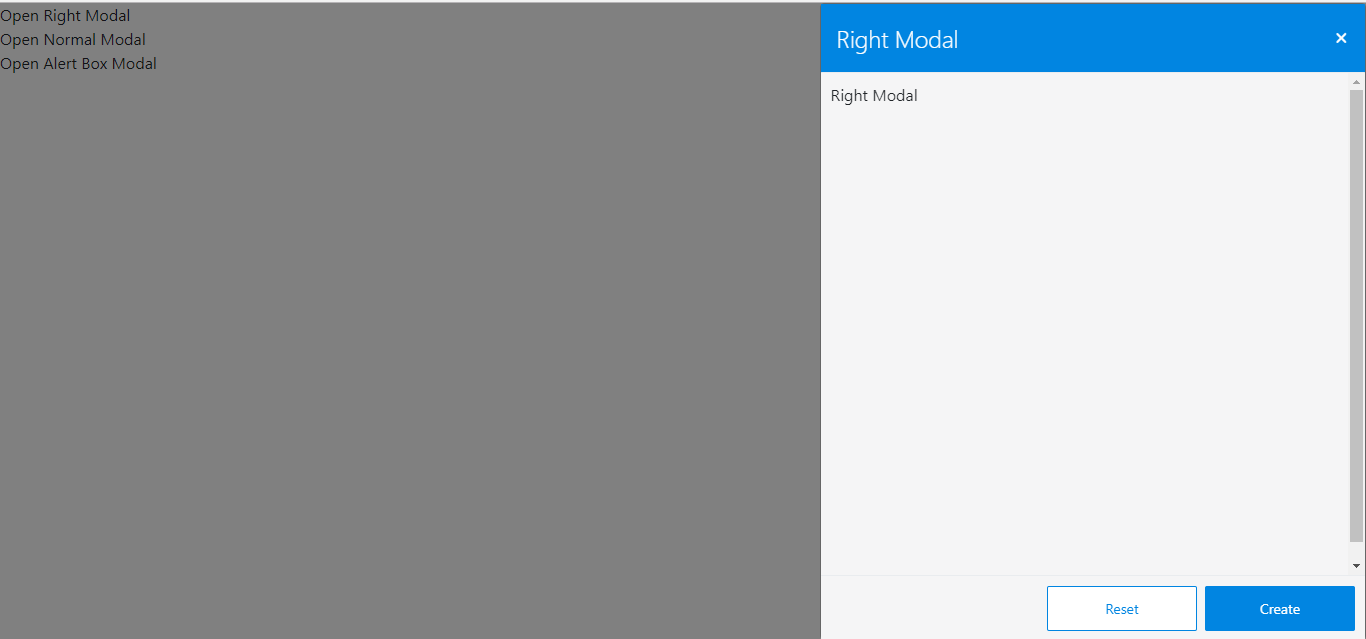 Open Right Modal
Open Normal Modal
Open Alert Box Modal
Right Modal
Right Modal
Reset
Create